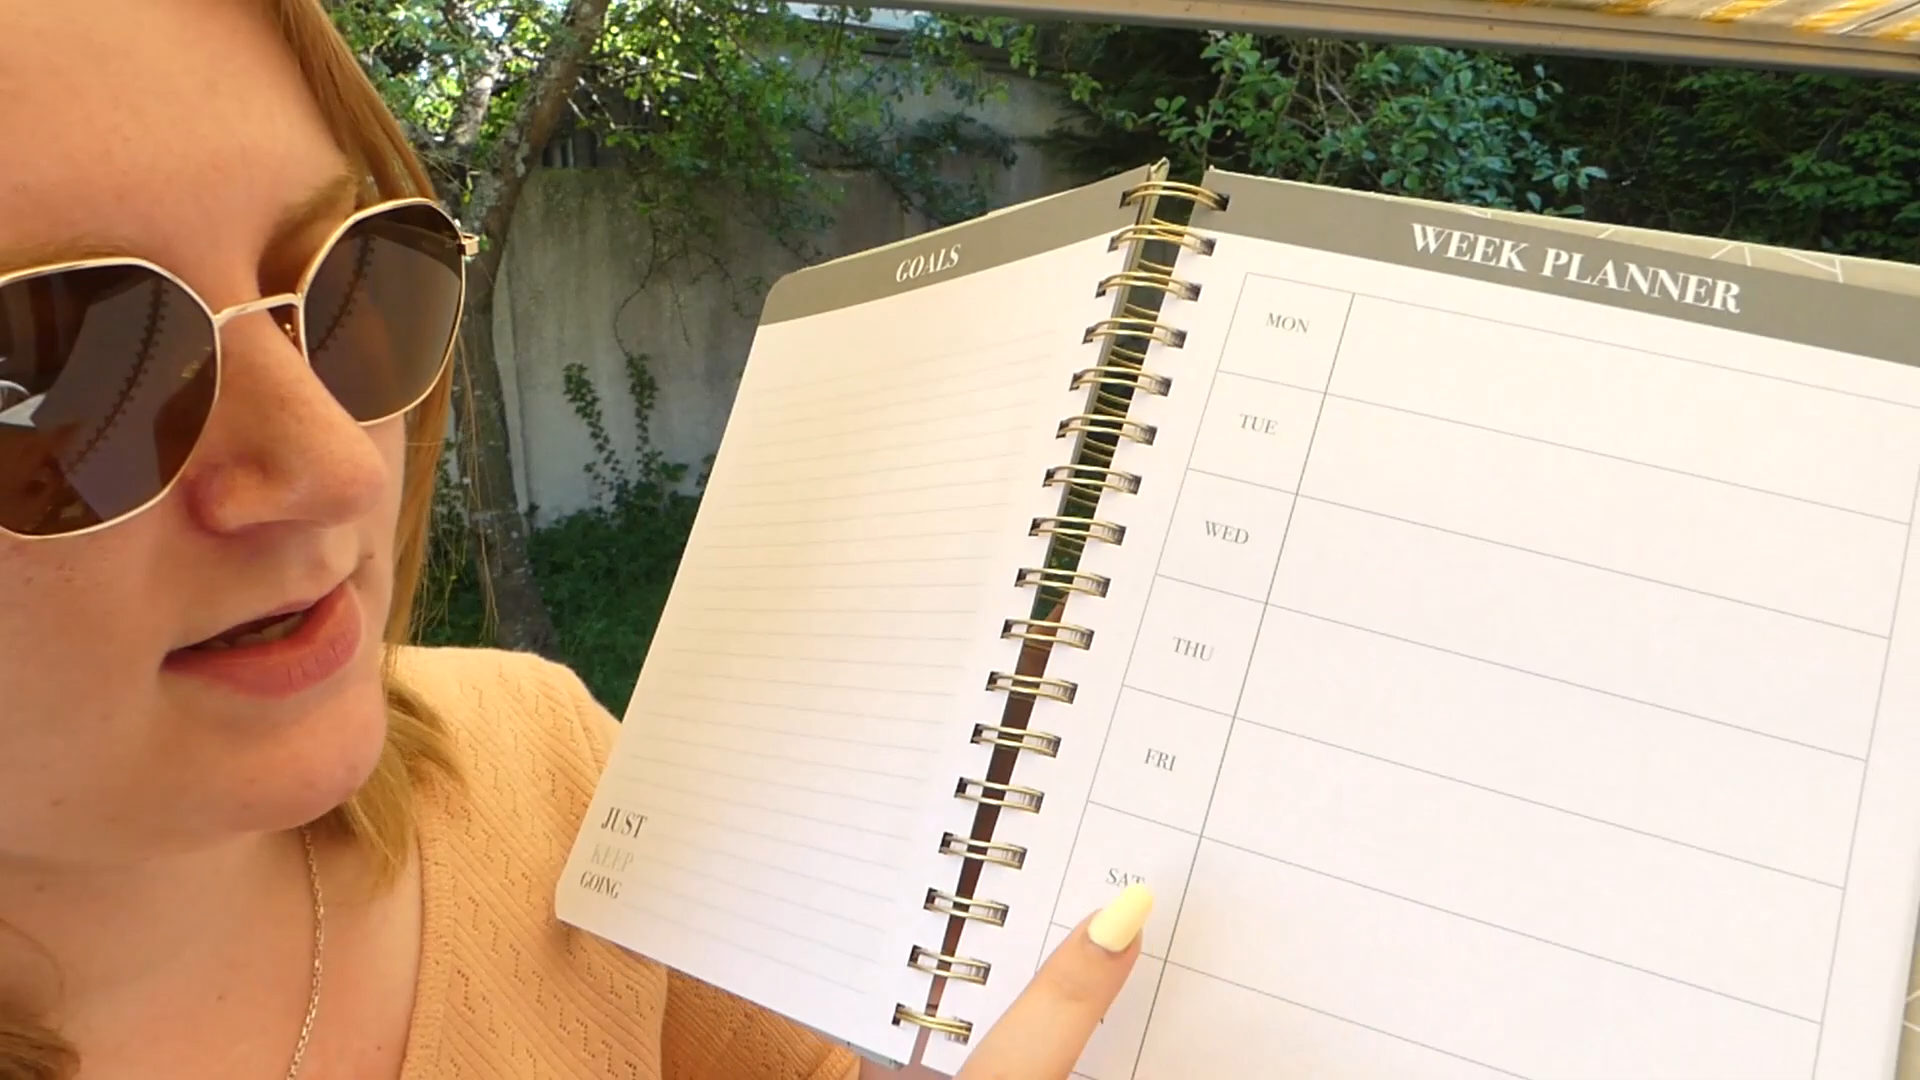 GOALS
JUST
KEEP
GOING
WEEK PLANNER
MON
TUE
WED
THU
FRI
SAT